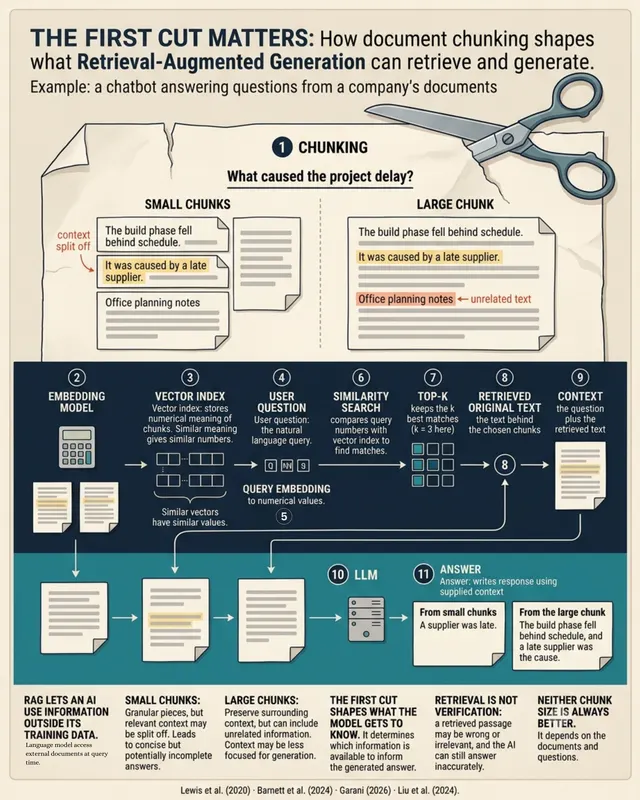 THE FIRST CUT MATTERS: How document chunking shapes
what Retrieval-Augmented Generation can retrieve and generate.
Example: a chatbot answering questions from a company's documents
1 CHUNKING
What caused the project delay?
SMALL CHUNKS
context
split off
The build phase fell
behind schedule.
It was caused by a late
supplier.
Office planning notes
LARGE CHUNK
The build phase fell behind schedule.
It was caused by a late supplier.
Office planning notes
unrelated text
2
EMBEDDING
MODEL
3
VECTOR INDEX
Vector index: stores
numerical meaning of
chunks. Similar meaning
gives similar numbers.
Similar vectors
have similar values.
4
USER
QUESTION
User question:
the natural
language query.
QUERY EMBEDDING
to numerical values.
5
6
SIMILARITY
SEARCH
compares query
numbers with
vector index to
find matches.
7
TOP-K
keeps the k
best matches
(k = 3 here)
8
RETRIEVED
ORIGINAL TEXT
the text behind
the chosen chunks
8
9
CONTEXT
the question
plus the
retrieved text
10 LLM
11 ANSWER
Answer: writes response using
supplied context
From small chunks
A supplier was late.
From the large chunk
The build phase fell
behind schedule, and
a late supplier was
the cause.
RAG LETS AN AI
USE INFORMATION
OUTSIDE ITS
TRAINING DATA.
Language model access
external documents at query
time.
SMALL CHUNKS:
Granular pieces, but
relevant context may
be split off. Leads
to concise but
potentially incomplete
answers.
LARGE CHUNKS:
Preserve surrounding
context, but can include
unrelated information.
Context may be less
focused for generation.
THE FIRST CUT
SHAPES WHAT THE
MODEL GETS TO
KNOW. It determines
which information is
available to inform
the generated answer.
RETRIEVAL IS NOT
VERIFICATION:
a retrieved passage
may be wrong or
irrelevant, and the AI
can still answer
inaccurately.
NEITHER CHUNK
SIZE IS ALWAYS
BETTER.
It depends on the
documents and
questions.
Lewis et al. (2020) · Barnett et al. (2024) · Garani (2026) · Liu et al. (2024).